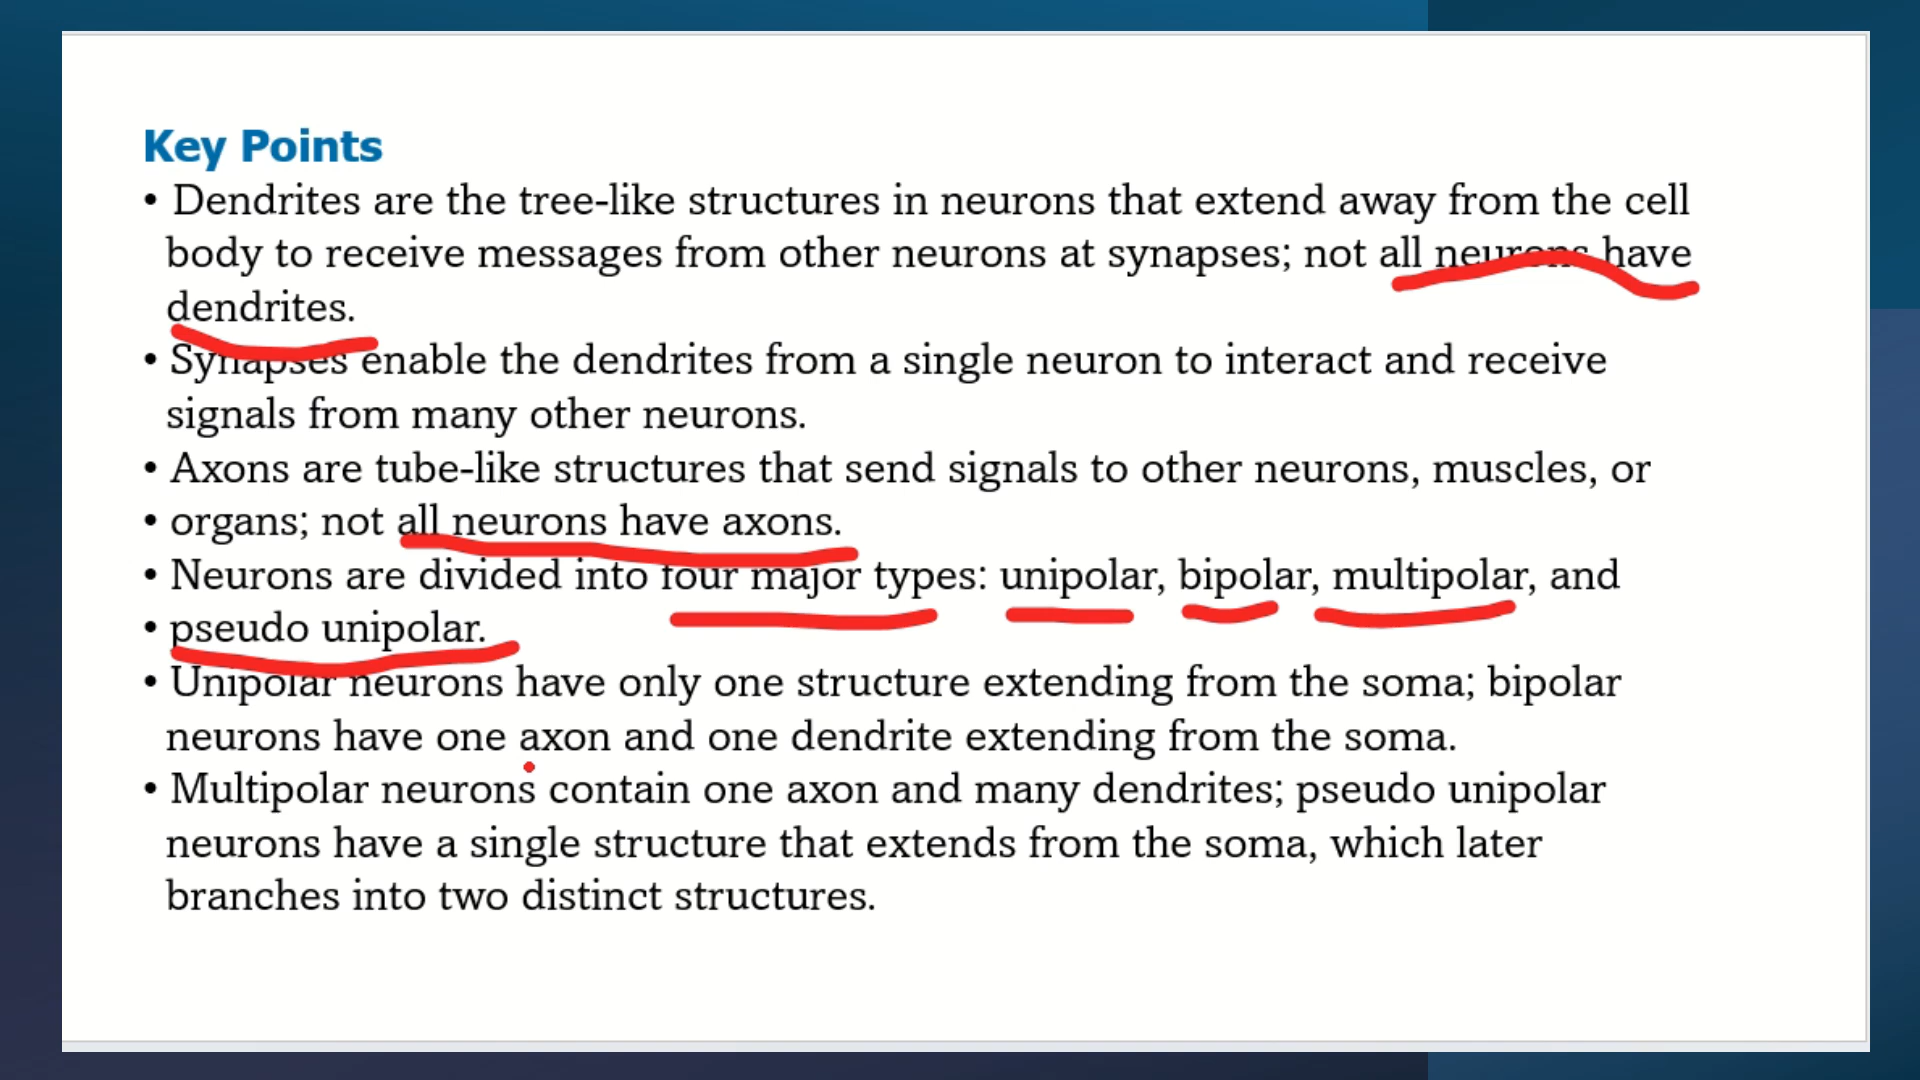 Key Points
• Dendrites are the tree-like structures in neurons that extend away from the cell
body to receive messages from other neurons at synapses; not all neurons have
dendrites.
• Synapses enable the dendrites from a single neuron to interact and receive
signals from many other neurons.
• Axons are tube-like structures that send signals to other neurons, muscles, or
• organs; not all neurons have axons.
• Neurons are divided into four major types: unipolar, bipolar, multipolar, and
• pseudo unipolar.
• Unipolar neurons have only one structure extending from the soma; bipolar
neurons have one axon and one dendrite extending from the soma.
• Multipolar neurons contain one axon and many dendrites; pseudo unipolar
neurons have a single structure that extends from the soma, which later
branches into two distinct structures.